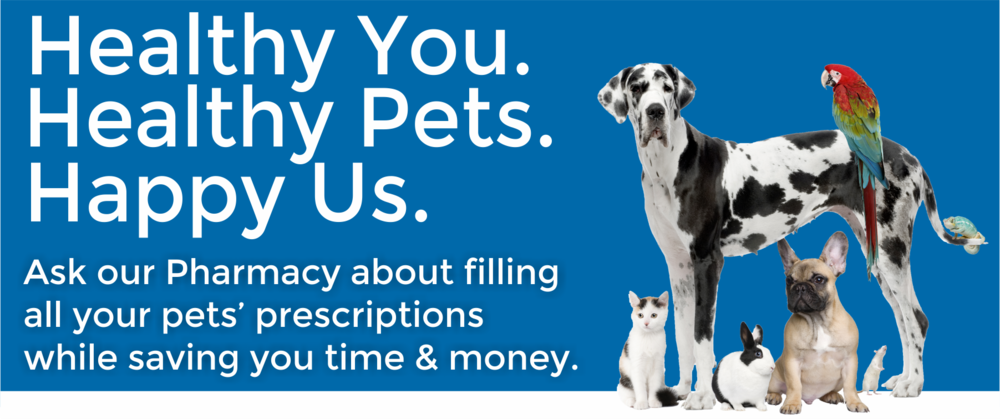 Healthy You.
Healthy Pets.
Happy Us.
Ask our Pharmacy about filling
all your pets’ prescriptions
while saving you time & money.